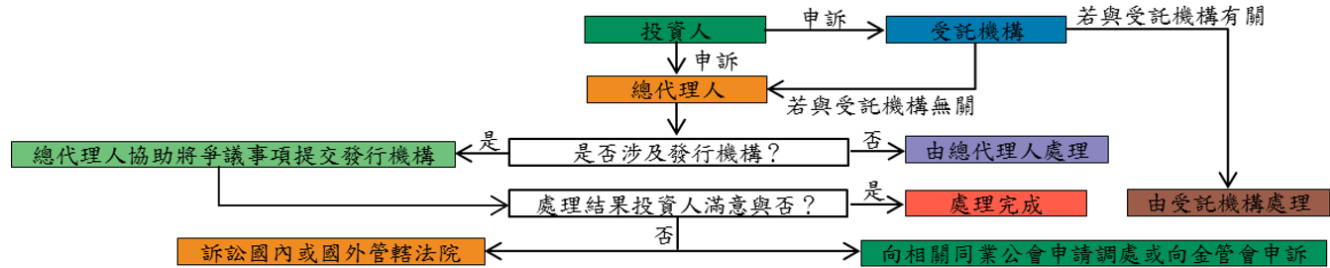 投資人
申訴
受託機構
若與受託機構有關
申訴
總代理人
若與受託機構無關
總代理人協助將爭議事項提交發行機構
是
是否涉及發行機構？
否
由總代理人處理
處理結果投資人滿意與否？
是
處理完成
由受託機構處理
否
訴訟國內或國外管轄法院
向相關同業公會申請調處或向金管會申訴